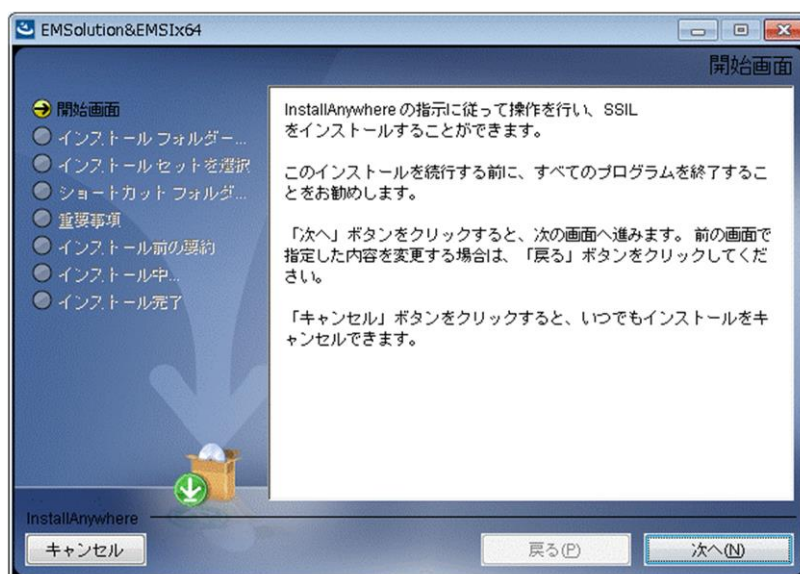 EMSolution&EMSIx64
開始画面
開始画面
インストール フォルダー...
インストール セットを選択
ショートカット フォルダ...
重要事項
インストール前の要約
インストール中...
インストール完了
InstallAnywhere の指示に従って操作を行い、SSIL
をインストールすることができます。
このインストールを続行する前に、すべてのプログラムを終了するこ
とをお勧めします。
「次へ」ボタンをクリックすると、次の画面へ進みます。 前の画面で
指定した内容を変更する場合は、「戻る」ボタンをクリックしてくだ
さい。
「キャンセル」ボタンをクリックすると、いつでもインストールをキ
ャンセルできます。
InstallAnywhere
キャンセル
戻る(P)
次へ(N)